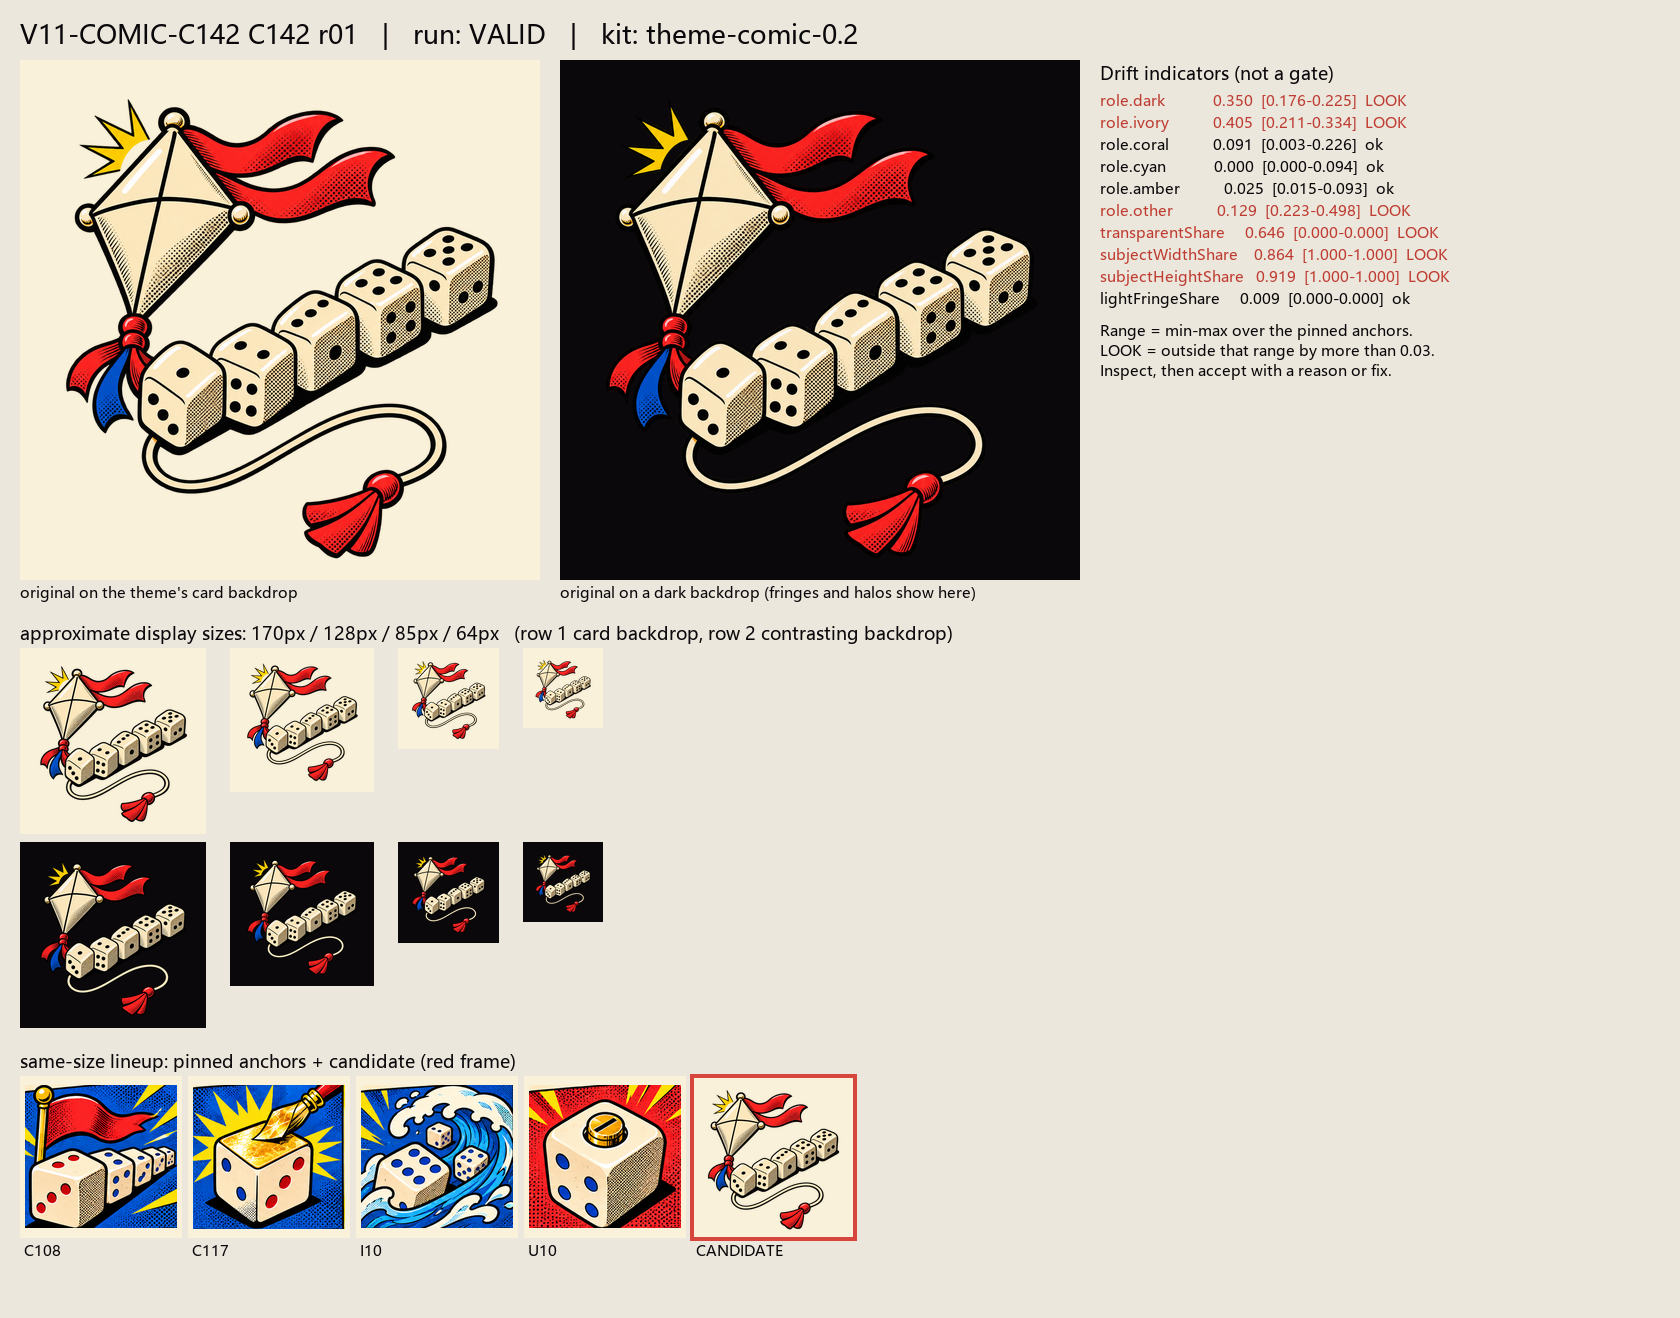 V11-COMIC-C142 C142 r01 | run: VALID | kit: theme-comic-0.2
Drift indicators (not a gate)
role.dark 0.350 [0.176-0.225] LOOK
role.ivory 0.405 [0.211-0.334] LOOK
role.coral 0.091 [0.003-0.226] ok
role.cyan 0.000 [0.000-0.094] ok
role.amber 0.025 [0.015-0.093] ok
role.other 0.129 [0.223-0.498] LOOK
transparentShare 0.646 [0.000-0.000] LOOK
subjectWidthShare 0.864 [1.000-1.000] LOOK
subjectHeightShare 0.919 [1.000-1.000] LOOK
lightFringeShare 0.009 [0.000-0.000] ok
Range = min-max over the pinned anchors.
LOOK = outside that range by more than 0.03.
Inspect, then accept with a reason or fix.
original on the theme's card backdrop
original on a dark backdrop (fringes and halos show here)
approximate display sizes: 170px / 128px / 85px / 64px (row 1 card backdrop, row 2 contrasting backdrop)
same-size lineup: pinned anchors + candidate (red frame)
C108
C117
I10
U10
CANDIDATE